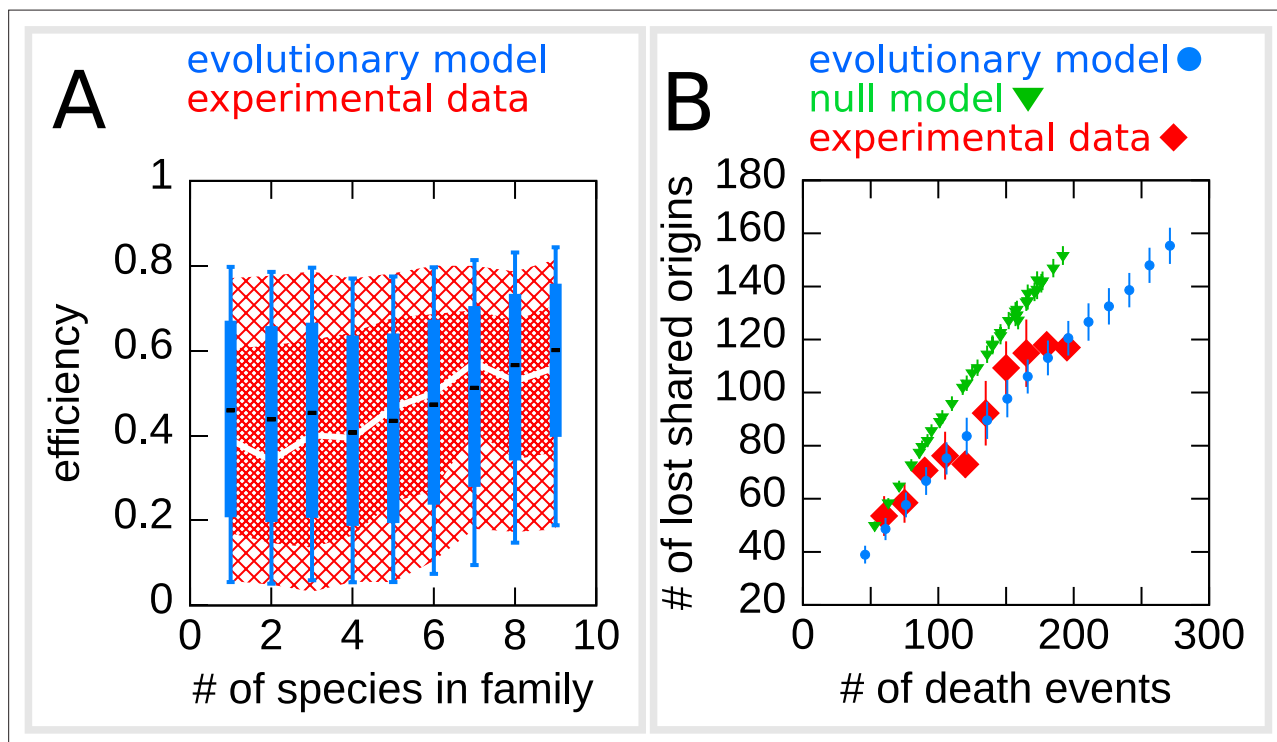 A
evolutionary model
experimental data
1
0.8
0.6
0.4
0.2
0
efficiency
0 2 4 6 8 10
# of species in family
B
evolutionary model
null model
experimental data
180
160
140
120
100
80
60
40
20
# of lost shared origins
0 100 200 300
# of death events